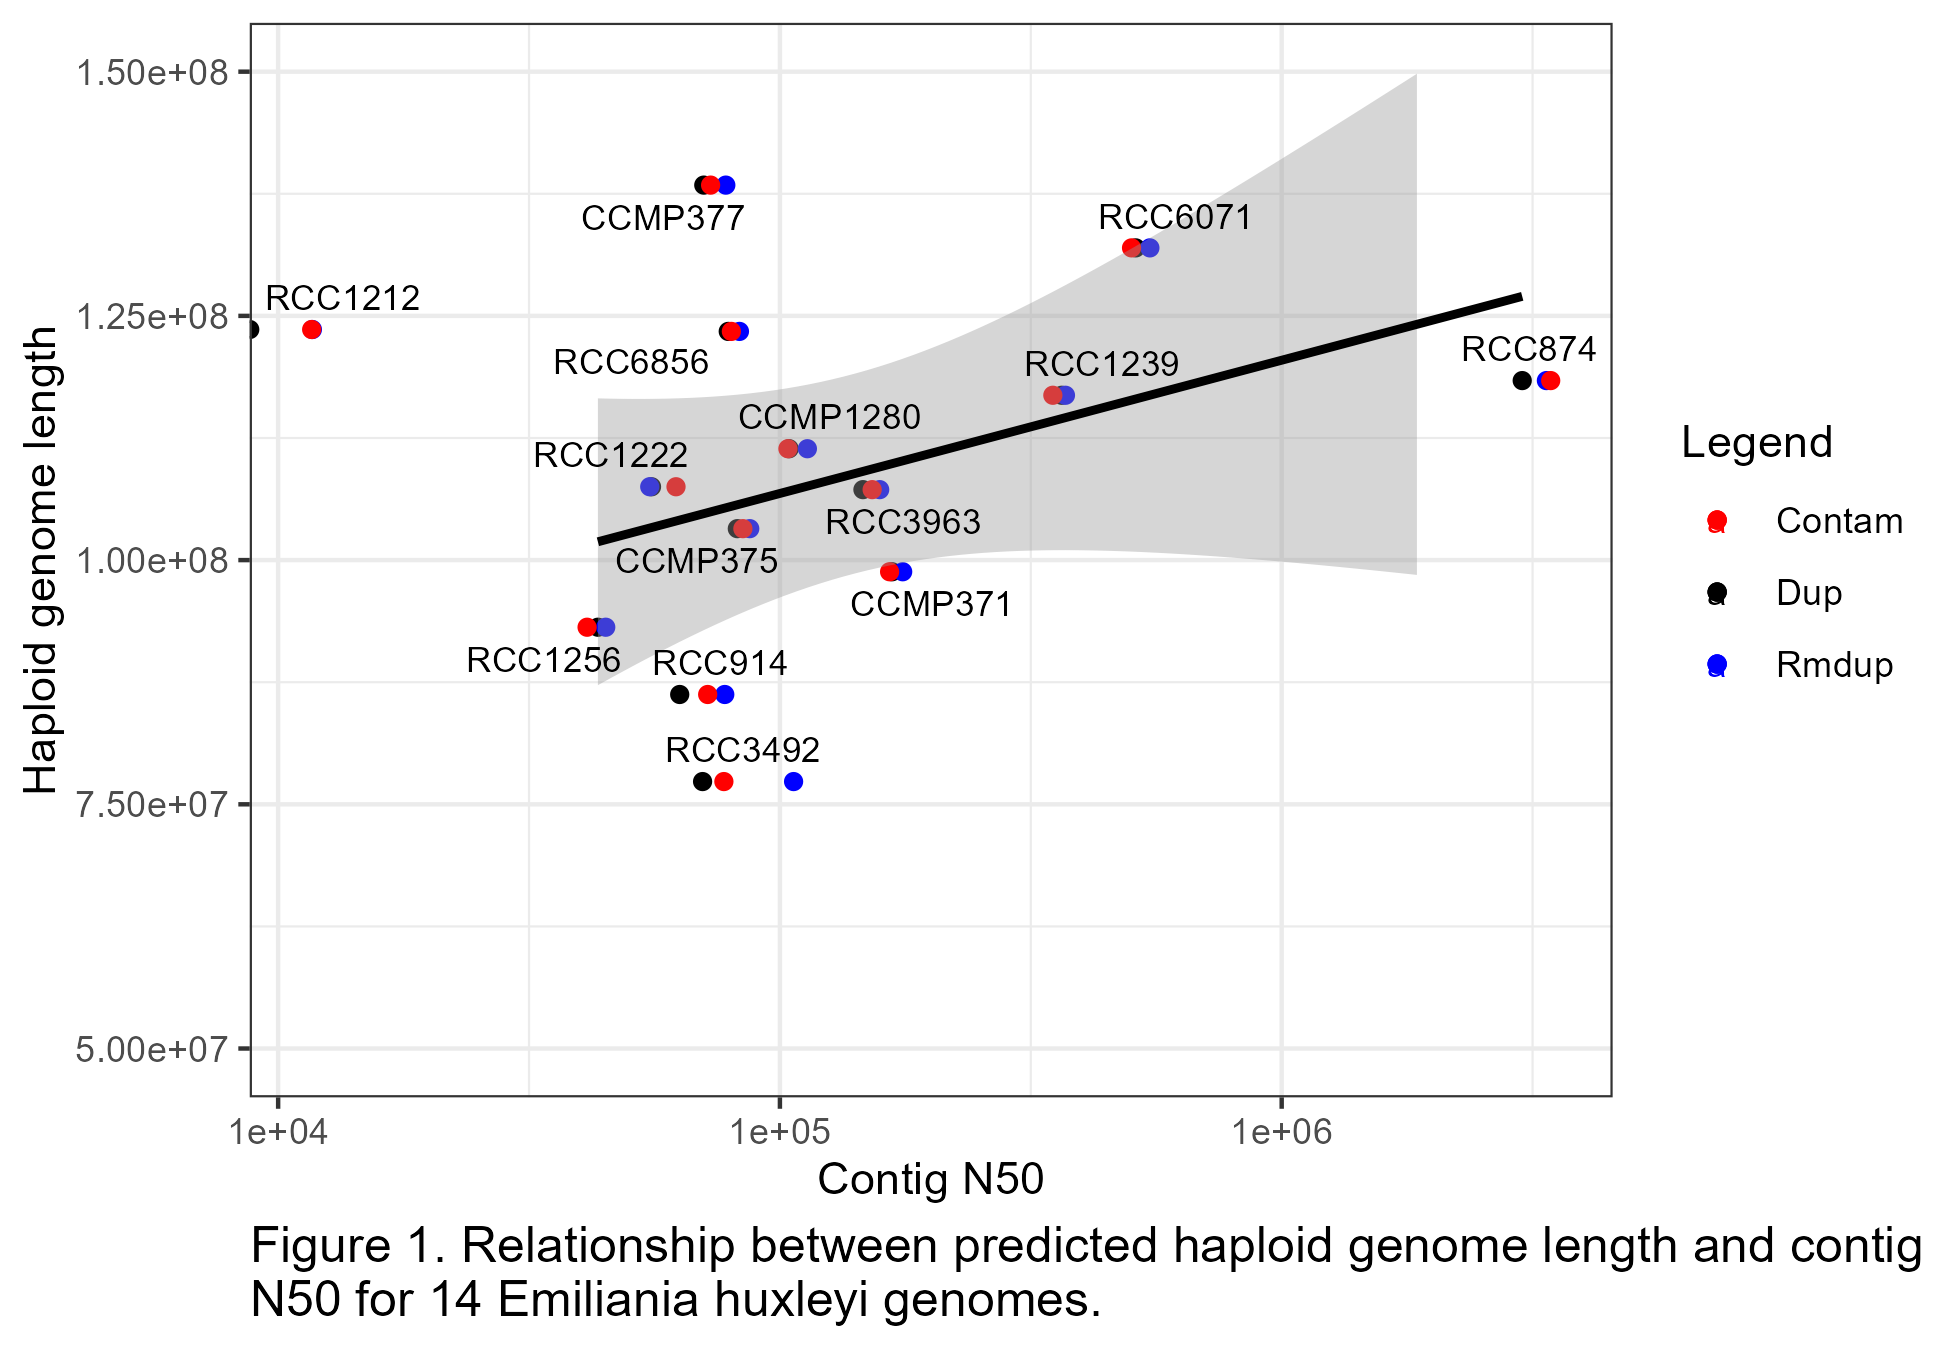 1.50e+08
1.25e+08
1.00e+08
7.50e+07
5.00e+07
Haploid genome length
CCMP377
RCC6071
RCC1212
RCC6856
RCC1239
RCC874
CCMP1280
RCC1222
RCC3963
CCMP375
CCMP371
RCC1256
RCC914
RCC3492
Legend
a Contam
a Dup
a Rmdup
1e+04
1e+05
1e+06
Contig N50
Figure 1. Relationship between predicted haploid genome length and contig
N50 for 14 Emiliania huxleyi genomes.